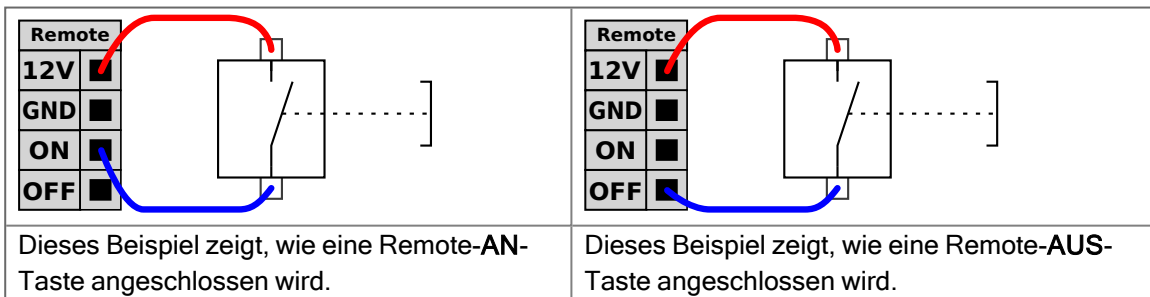 Remote
12V
GND
ON
OFF
Dieses Beispiel zeigt, wie eine Remote-AN-
Taste angeschlossen wird.
Remote
12V
GND
ON
OFF
Dieses Beispiel zeigt, wie eine Remote-AUS-
Taste angeschlossen wird.